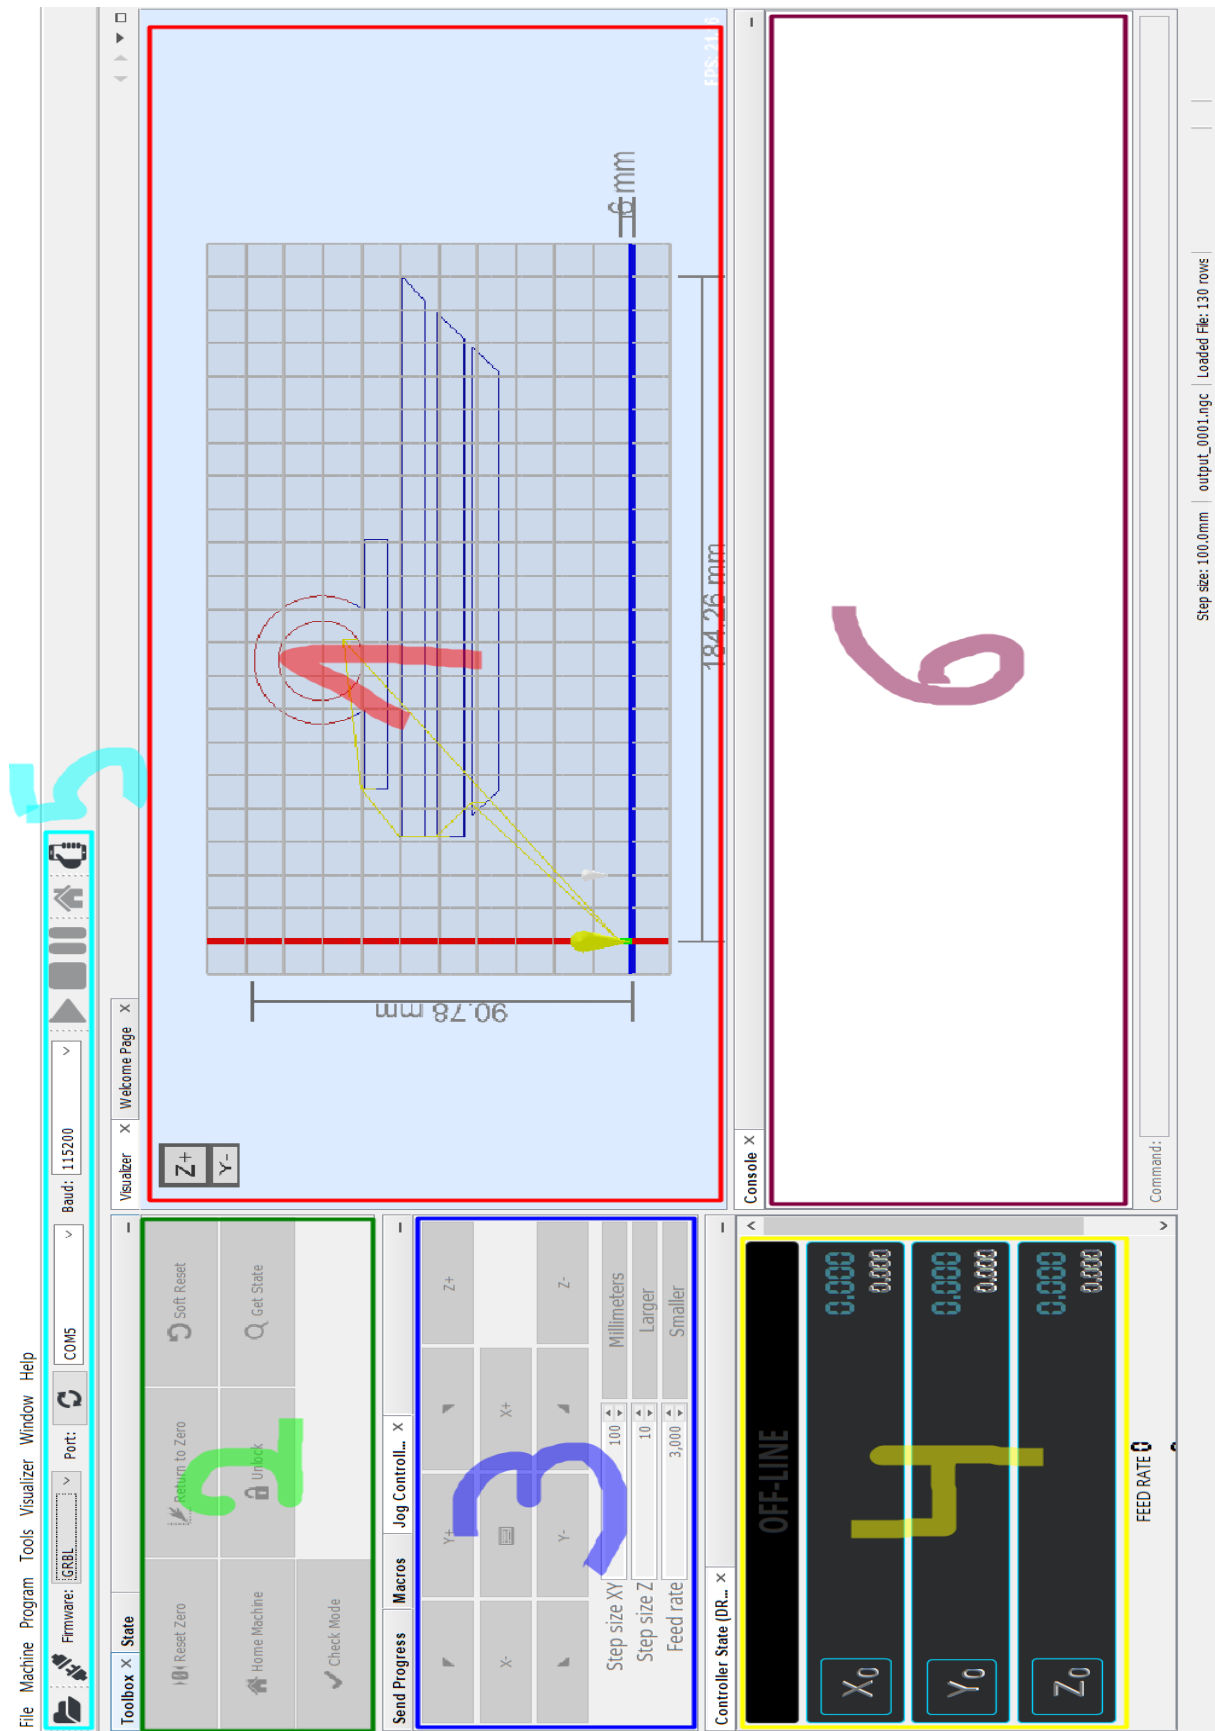 File Machine Program Tools Visualizer Window Help
Firmware: GRBL Port: COM5 Baud: 115200
5
Toolbox X State
Reset Zero Return to Zero Soft Reset
Home Machine Unlock Get State
Check Mode
2
Send Progress Macros Jog Controll... X
Y+ Z+
X- X+
Y- Z-
Step size XY 100 Millimeters
Step size Z 10 Larger
Feed rate 3,000 Smaller
3
Controller State (DR... X
OFF-LINE
X0 0.000
0.000
Y0 0.000
0.000
Z0 0.000
0.000
FEED RATE 0
4
Visualizer X Welcome Page X
Z+
Y-
90.78 mm
184.26 mm
6 mm
FPS: 21.6
1
Console X
6
Command:
Step size: 100.0mm output_0001.ngc Loaded File: 130 rows